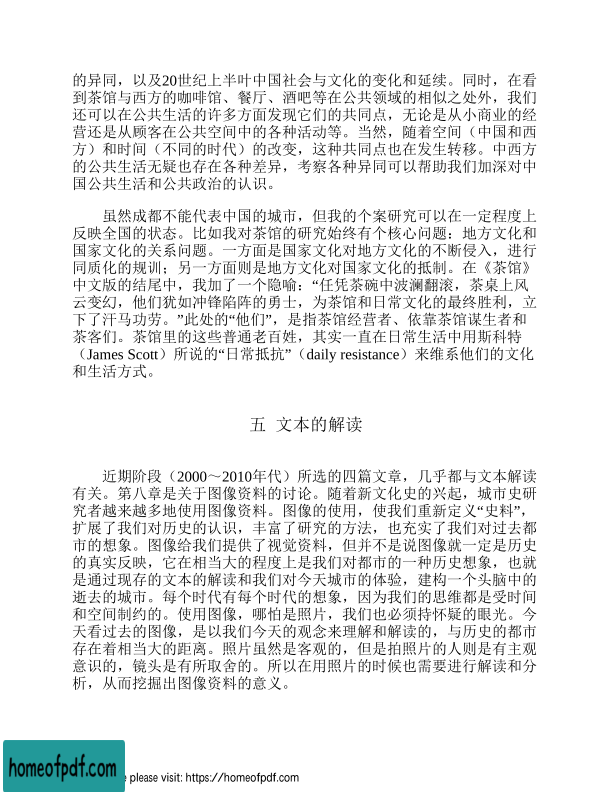 的异同，以及20世纪上半叶中国社会与文化的变化和延续。同时，在看
到茶馆与西方的咖啡馆、餐厅、酒吧等在公共领域的相似之处外，我们
还可以在公共生活的许多方面发现它们的共同点，无论是从小商业的经
营还是从顾客在公共空间中的各种活动等。当然，随着空间（中国和西
方）和时间（不同的时代）的改变，这种共同点也在发生转移。中西方
的公共生活无疑也存在各种差异，考察各种异同可以帮助我们加深对中
国公共生活和公共政治的认识。
虽然成都不能代表中国的城市，但我的个案研究可以在一定程度上
反映全国的状态。比如我对茶馆的研究始终有个核心问题：地方文化和
国家文化的关系问题。一方面是国家文化对地方文化的不断侵入，进行
同质化的规训；另一方面则是地方文化对国家文化的抵制。在《茶馆》
中文版的结尾中，我加了一个隐喻：“任凭茶碗中波澜翻滚，茶桌上风
云变幻，他们犹如冲锋陷阵的勇士，为茶馆和日常文化的最终胜利，立
下了汗马功劳。”此处的“他们”，是指茶馆经营者、依靠茶馆谋生者和
茶客们。茶馆里的这些普通老百姓，其实一直在日常生活中用斯科特
（James Scott）所说的“日常抵抗”（daily resistance）来维系他们的文化
和生活方式。
五 文本的解读
近期阶段（2000～2010年代）所选的四篇文章，几乎都与文本解读
有关。第八章是关于图像资料的讨论。随着新文化史的兴起，城市史研
究者越来越多地使用图像资料。图像的使用，使我们重新定义“史料”，
扩展了我们对历史的认识，丰富了研究的方法，也充实了我们对过去都
市的想象。图像给我们提供了视觉资料，但并不是说图像就一定是历史
的真实反映，它在相当大的程度上是我们对都市的一种历史想象，也就
是通过现存的文本的解读和我们对今天城市的体验，建构一个头脑中的
逝去的城市。每个时代有每个时代的想象，因为我们的思维都是受时间
和空间制约的。使用图像，哪怕是照片，我们也必须持怀疑的眼光。今
天看过去的图像，是以我们今天的观念来理解和解读的，与历史的都市
存在着相当大的距离。照片虽然是客观的，但是拍照片的人则是有主观
意识的，镜头是有所取舍的。所以在用照片的时候也需要进行解读和分
析，从而挖掘出图像资料的意义。
homeofpdf.com
please visit: https://homeofpdf.com